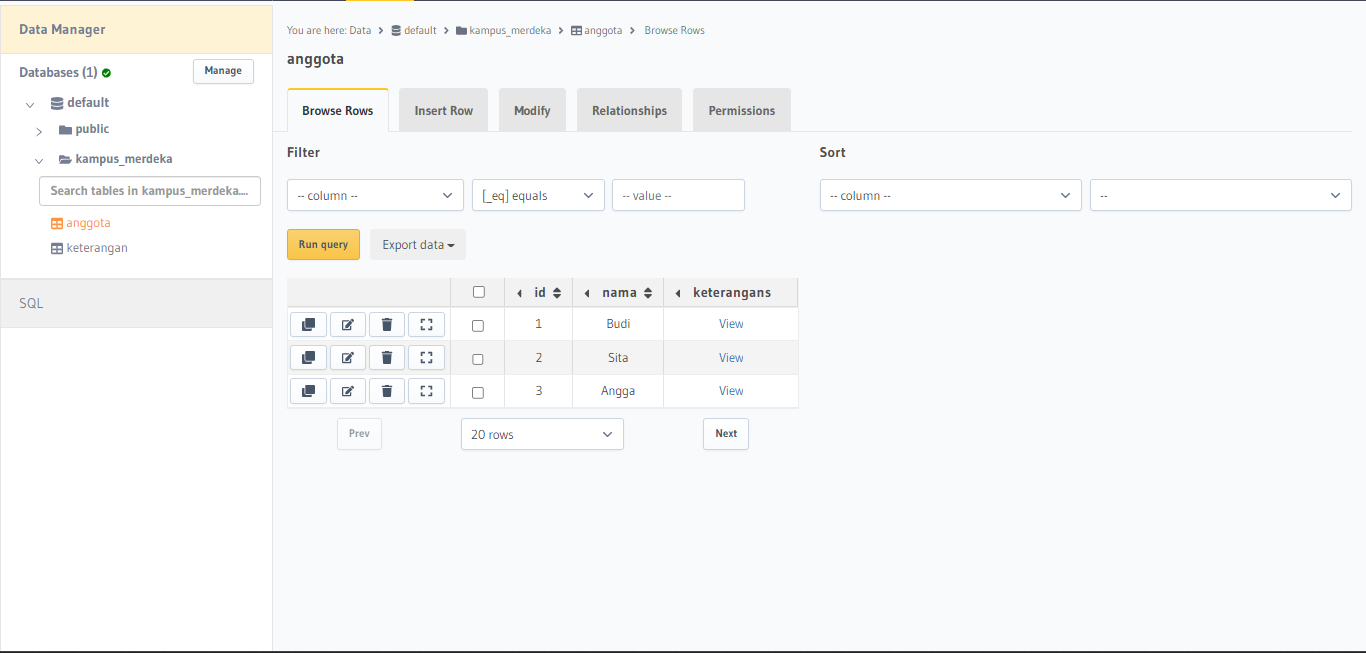 Data Manager
Databases (1)
Manage
default
public
kampus_merdeka
Search tables in kampus_merdeka....
anggota
keterangan
SQL
You are here: Data > default > kampus_merdeka > anggota > Browse Rows
anggota
Browse Rows
Insert Row
Modify
Relationships
Permissions
Filter
Sort
-- column --
[_eq] equals
-- value --
-- column --
--
Run query
Export data
id nama keterangans
1 Budi View
2 Sita View
3 Angga View
Prev
20 rows
Next